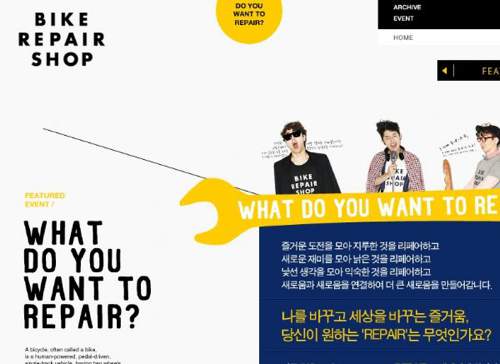 BIKE
REPAIR
SHOP
DO YOU
WANT TO
REPAIR?
ARCHIVE
EVENT
HOME
FEA
BIKE
REPAIR
SHOP
WHAT DO YOU WANT TO RE
FEATURED
EVENT /
WHAT
DO YOU
WANT TO
REPAIR?
A bicycle, often called a bike,
is a human-powered, pedal-driven,
single-track vehicle, having two wheels
즐거운 도전을 모아 지루한 것을 리페어하고
새로운 재미를 모아 낡은 것을 리페어하고
낯선 생각을 모아 익숙한 것을 리페어하고
새로움과 새로움을 연결하여 더 큰 새로움을 만들어갑니다.
나를 바꾸고 세상을 바꾸는 즐거움,
당신이 원하는 'REPAIR'는 무엇인가요?